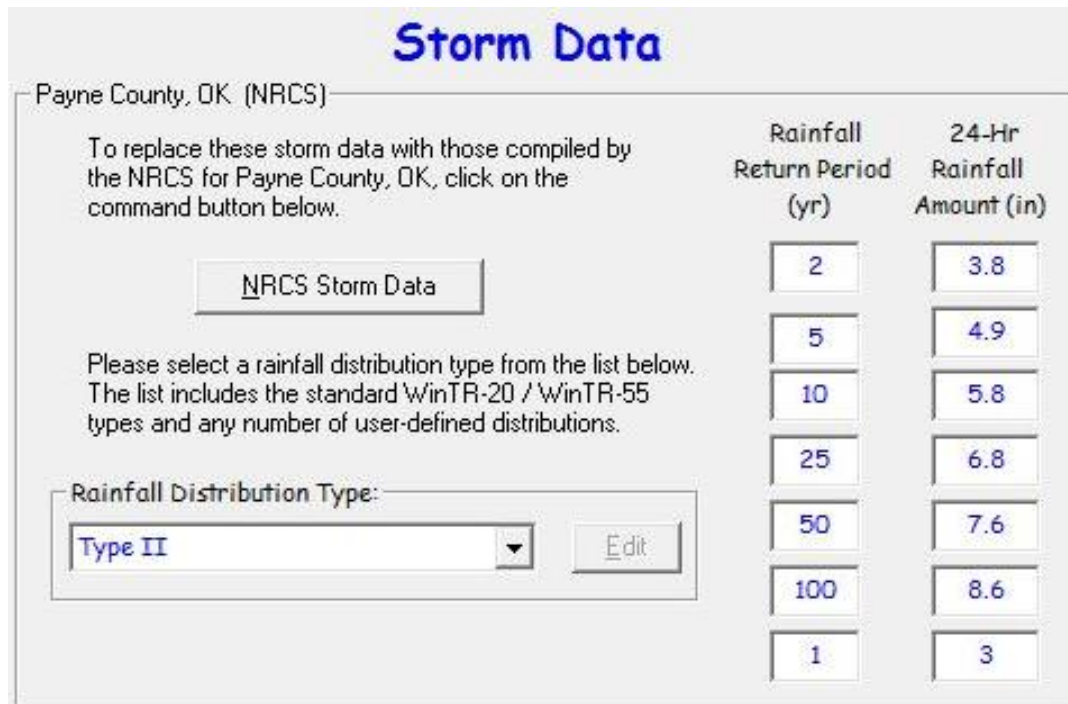 Storm Data
Payne County, OK (NRCS)
To replace these storm data with those compiled by
the NRCS for Payne County, OK, click on the
command button below.
NRCS Storm Data
Please select a rainfall distribution type from the list below.
The list includes the standard WinTR-20 / WinTR-55
types and any number of user-defined distributions.
Rainfall Distribution Type:
Type II
Edit
Rainfall
Return Period
(yr)
24-Hr
Rainfall
Amount (in)
2 3.8
5 4.9
10 5.8
25 6.8
50 7.6
100 8.6
1 3